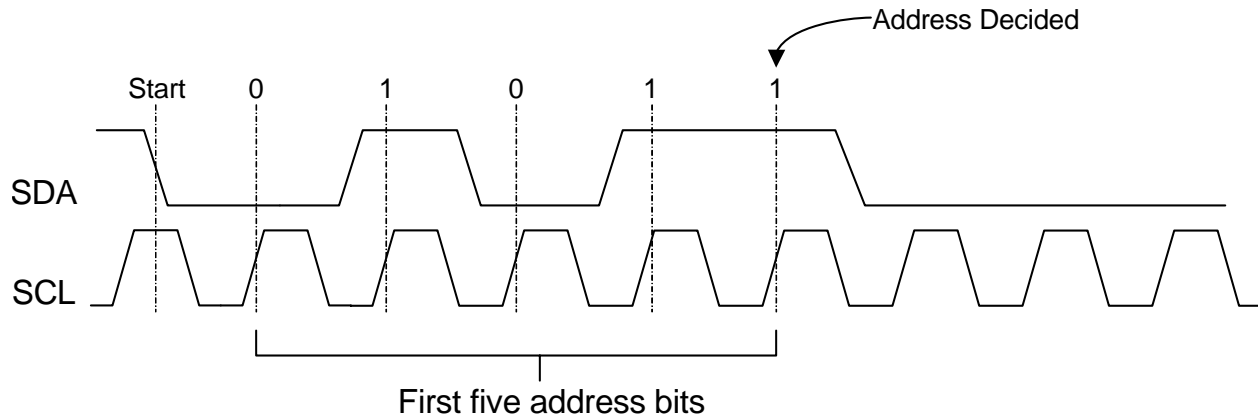 Address Decided
Start 0 1 0 1 1
SDA
SCL
First five address bits